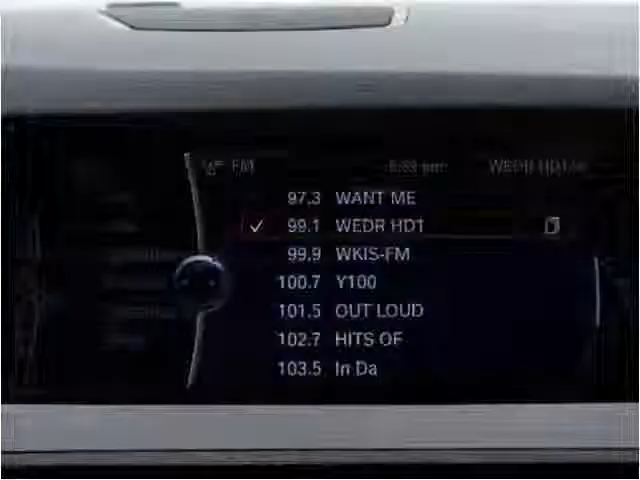 FM
97.3 WANT ME
99.1 WEDR HD1
99.9 WKIS-FM
100.7 Y100
101.5 OUT LOUD
102.7 HITS OF
103.5 In Da